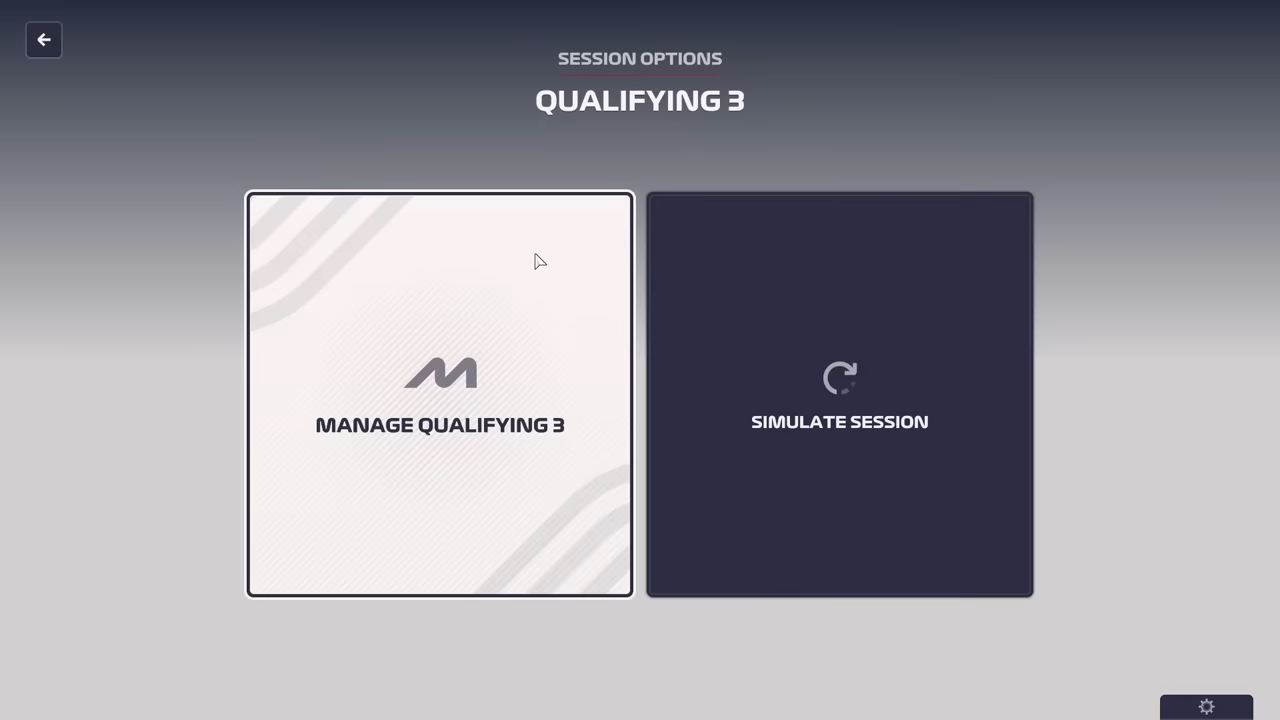 SESSION OPTIONS
QUALIFYING 3
MANAGE QUALIFYING 3
SIMULATE SESSION